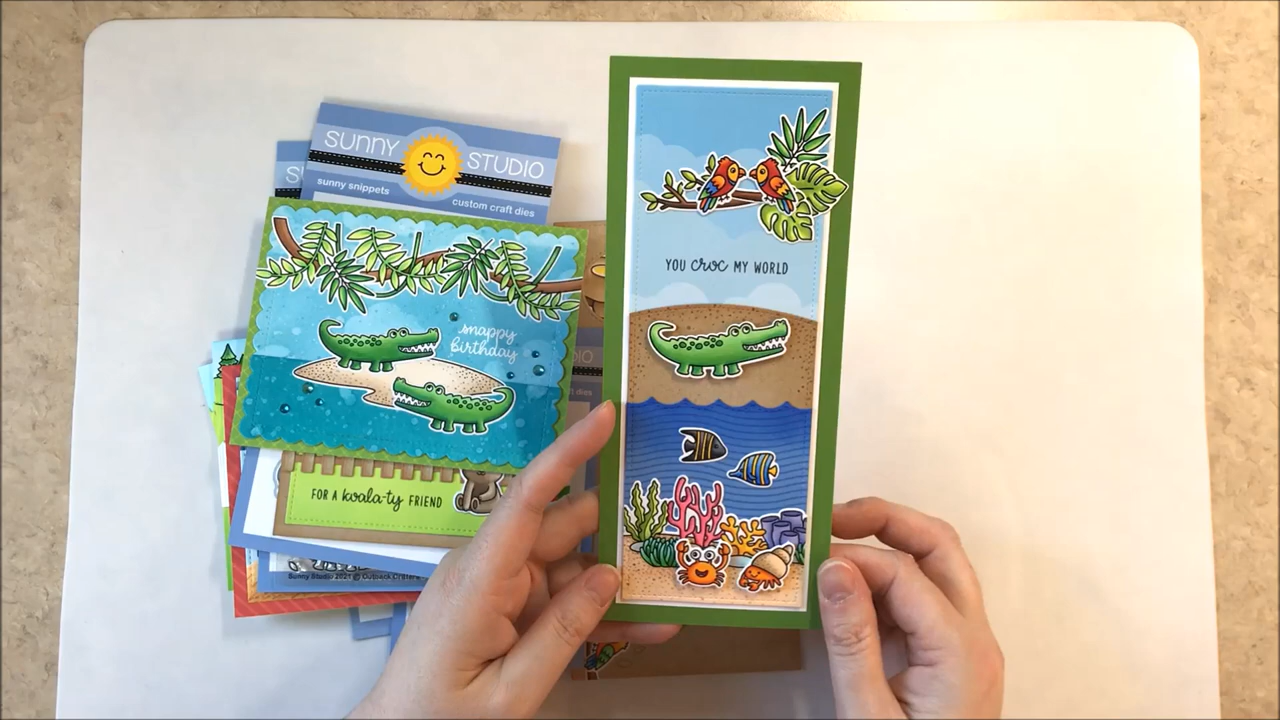 SUNNY STUDIO
sunny snippets
custom craft dies
snappy
birthday
YOU croc MY WORLD
FOR A koala-ty FRIEND
Sunny Studio 2021 © Outback Critters